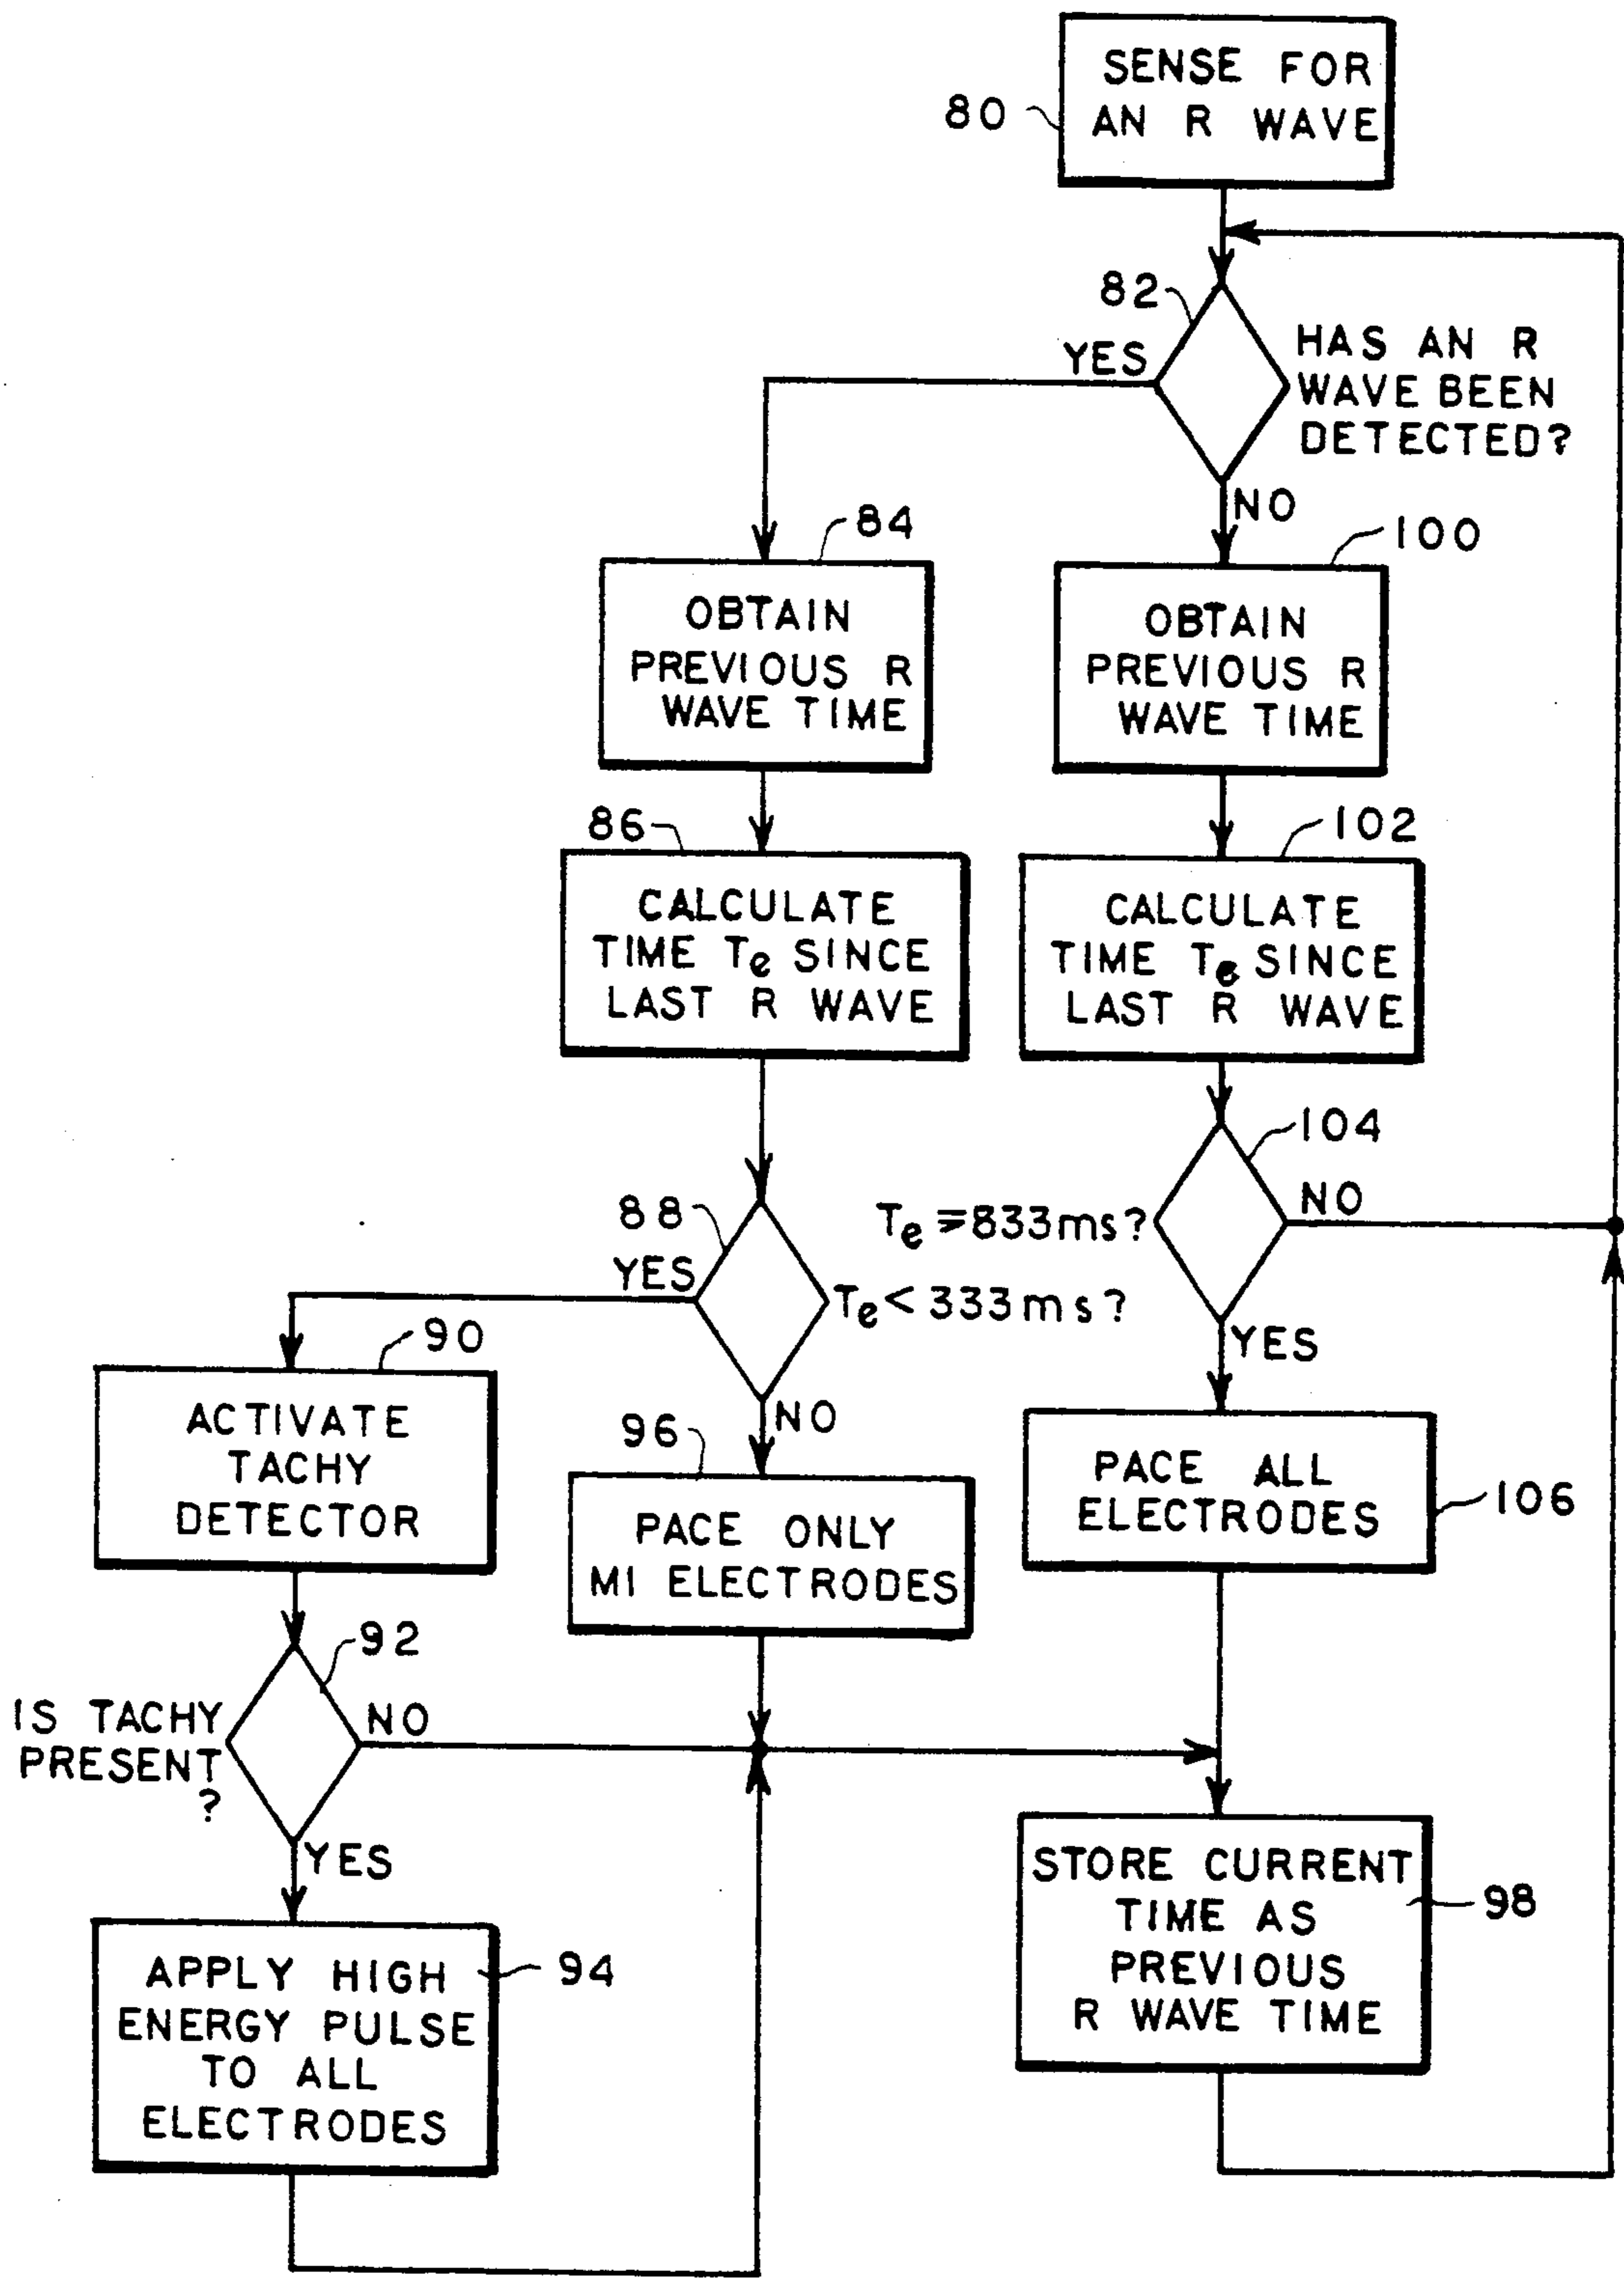 SENSE FOR
AN R WAVE
80
82
YES
HAS AN R
WAVE BEEN
DETECTED?
NO
84
100
OBTAIN
PREVIOUS R
WAVE TIME
OBTAIN
PREVIOUS R
WAVE TIME
86
102
CALCULATE
TIME Te SINCE
LAST R WAVE
CALCULATE
TIME Te SINCE
LAST R WAVE
104
Te ⩾833ms?
NO
YES
88
YES
Te < 333ms?
NO
90
ACTIVATE
TACHY
DETECTOR
96
PACE ONLY
MI ELECTRODES
PACE ALL
ELECTRODES
106
92
IS TACHY
PRESENT
?
NO
YES
STORE CURRENT
TIME AS
PREVIOUS
R WAVE TIME
98
APPLY HIGH
ENERGY PULSE
TO ALL
ELECTRODES
94